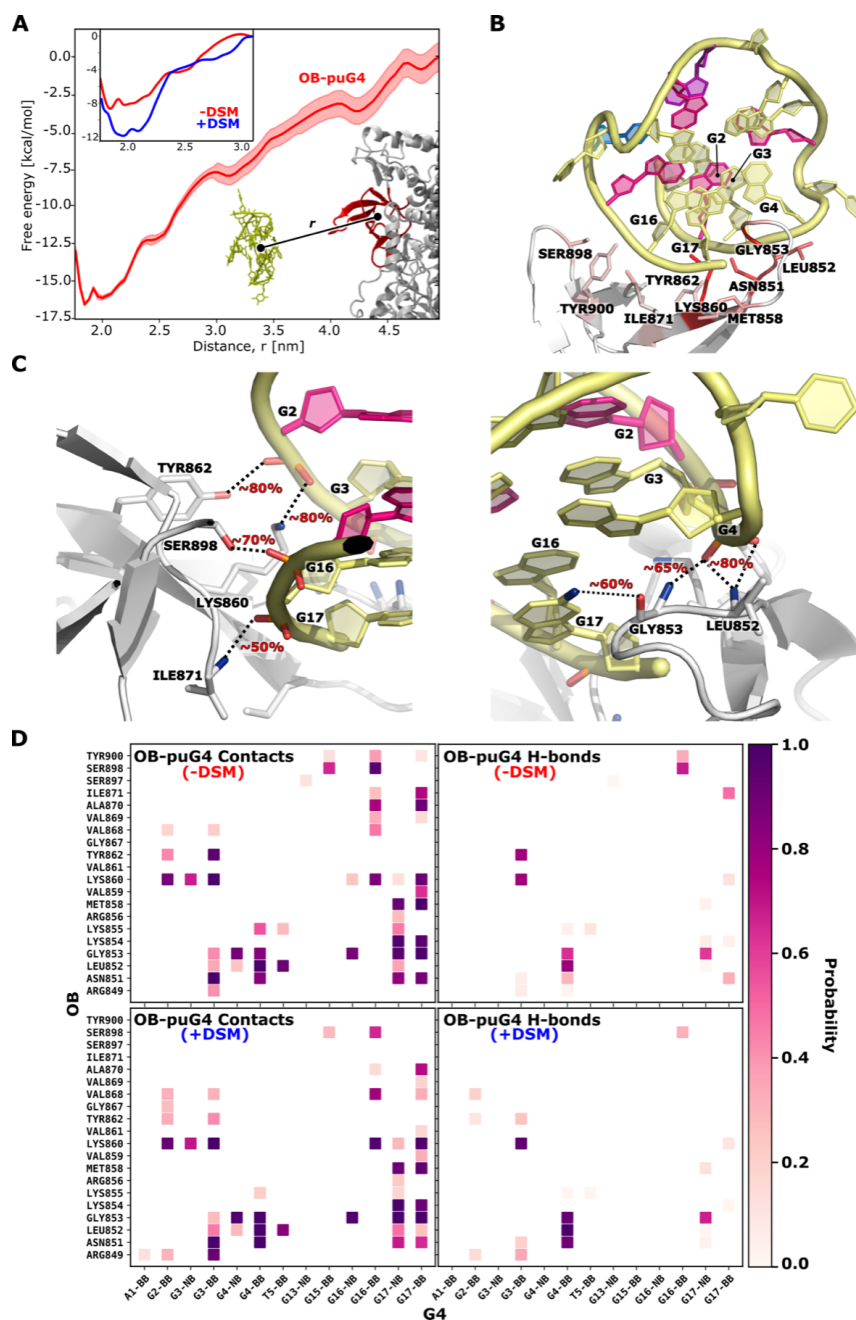 A
0.0
-2.5
-5.0
-7.5
-10.0
-12.5
-15.0
-17.5
Free energy [kcal/mol]
0
-4
-8
-12
2.0
2.5
3.0
-DSM
+DSM
OB-puG4
r
2.0
2.5
3.0
3.5
4.0
4.5
Distance, r [nm]
B
G2
G3
G4
G16
G17
GLY853
SER898
LEU852
TYR862
ASN851
TYR900
LYS860
ILE871
MET858
C
G2
TYR862
~80%
G3
~80%
SER898
~70%
G16
LYS860
G17
~50%
ILE871
G2
G3
G4
G16
~65%
~80%
~60%
G17
GLY853
LEU852
D
OB-puG4 Contacts
(-DSM)
OB-puG4 H-bonds
(-DSM)
TYR900
SER898
SER897
ILE871
ALA870
VAL869
VAL868
GLY867
TYR862
VAL861
LYS860
VAL859
MET858
ARG856
LYS855
LYS854
GLY853
LEU852
ASN851
ARG849
OB
OB-puG4 Contacts
(+DSM)
OB-puG4 H-bonds
(+DSM)
TYR900
SER898
SER897
ILE871
ALA870
VAL869
VAL868
GLY867
TYR862
VAL861
LYS860
VAL859
MET858
ARG856
LYS855
LYS854
GLY853
LEU852
ASN851
ARG849
A1-BB
G2-BB
G3-NB
G3-BB
G4-NB
G4-BB
T5-BB
G13-NB
G15-BB
G16-NB
G16-BB
G17-NB
G17-BB
A1-BB
G2-BB
G3-NB
G3-BB
G4-NB
G4-BB
T5-BB
G13-NB
G15-BB
G16-NB
G16-BB
G17-NB
G17-BB
G4
1.0
0.8
0.6
0.4
0.2
0.0
Probability